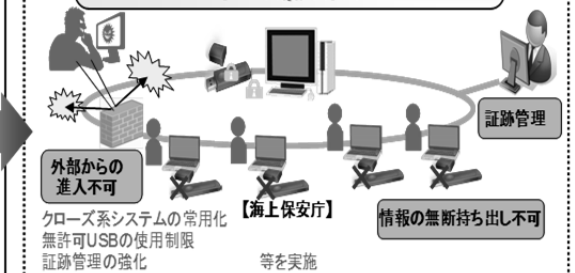 証跡管理
外部からの
進入不可
【海上保安庁】
情報の無断持ち出し不可
クローズ系システムの常用化
無許可USBの使用制限
証跡管理の強化 等を実施